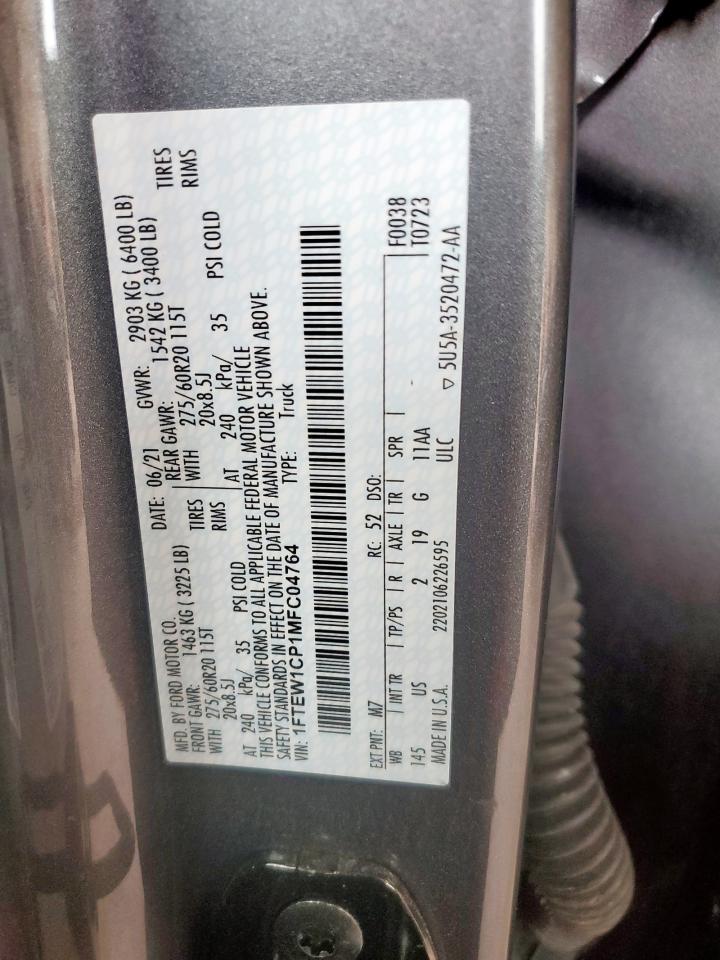 MFD. BY FORD MOTOR CO. DATE: 06/21 GVWR: 2903 KG ( 6400 LB)
FRONT GAWR: 1463 KG ( 3225 LB) REAR GAWR: 1542 KG ( 3400 LB)
WITH 275/60R20 115T TIRES WITH 275/60R20 115T TIRES
20x8.5J RIMS 20x8.5J RIMS
AT 240 kPa/ 35 PSI COLD AT 240 kPa/ 35 PSI COLD
THIS VEHICLE CONFORMS TO ALL APPLICABLE FEDERAL MOTOR VEHICLE
SAFETY STANDARDS IN EFFECT ON THE DATE OF MANUFACTURE SHOWN ABOVE.
VIN: 1FTEW1CP1MFC04764 TYPE: Truck
EXT PNT: M7 RC: 52 DSO: F0038
WB INT TR TP/PS R AXLE TR SPR T0723
145 US 2 19 G 11AA
MADE IN U.S.A. 2202106226595 ULC ▽ 5U5A-3520472-AA